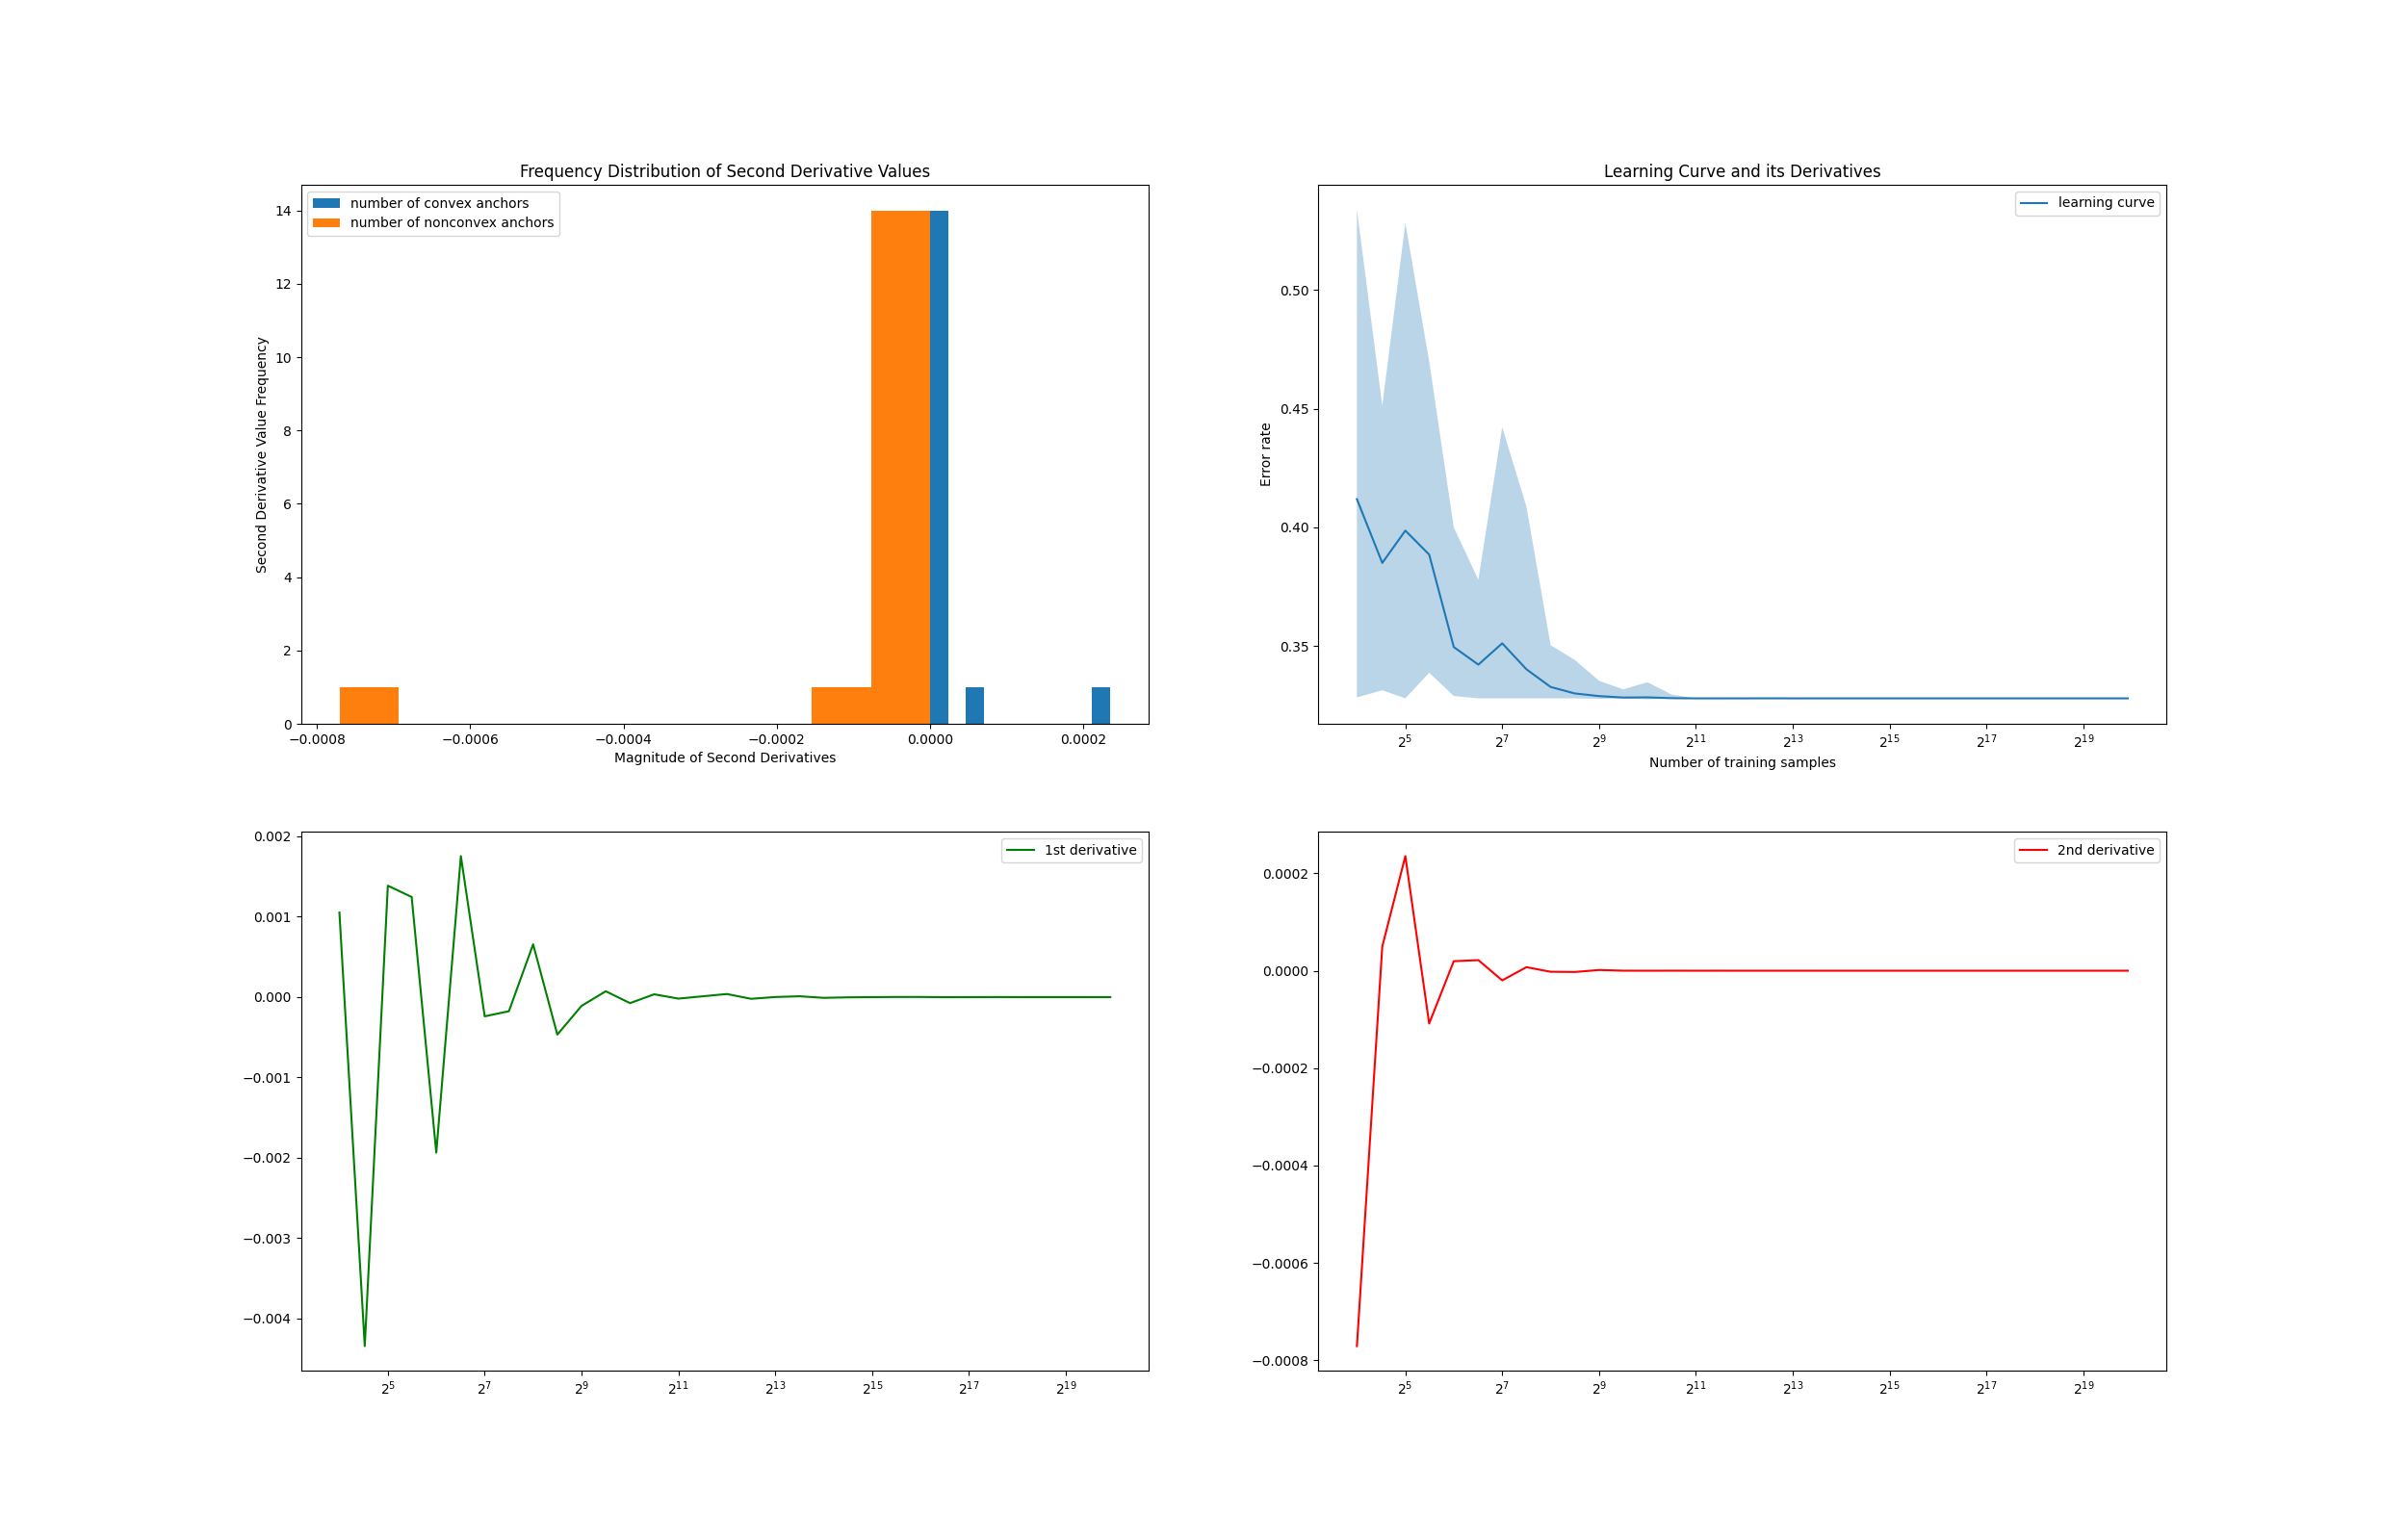 Frequency Distribution of Second Derivative Values
number of convex anchors
number of nonconvex anchors
14
12
10
8
6
4
2
0
Second Derivative Value Frequency
−0.0008 −0.0006 −0.0004 −0.0002 0.0000 0.0002
Magnitude of Second Derivatives
Learning Curve and its Derivatives
learning curve
0.50
0.45
0.40
0.35
Error rate
2^5 2^7 2^9 2^11 2^13 2^15 2^17 2^19
Number of training samples
1st derivative
0.002
0.001
0.000
−0.001
−0.002
−0.003
−0.004
2^5 2^7 2^9 2^11 2^13 2^15 2^17 2^19
2nd derivative
0.0002
0.0000
−0.0002
−0.0004
−0.0006
−0.0008
2^5 2^7 2^9 2^11 2^13 2^15 2^17 2^19